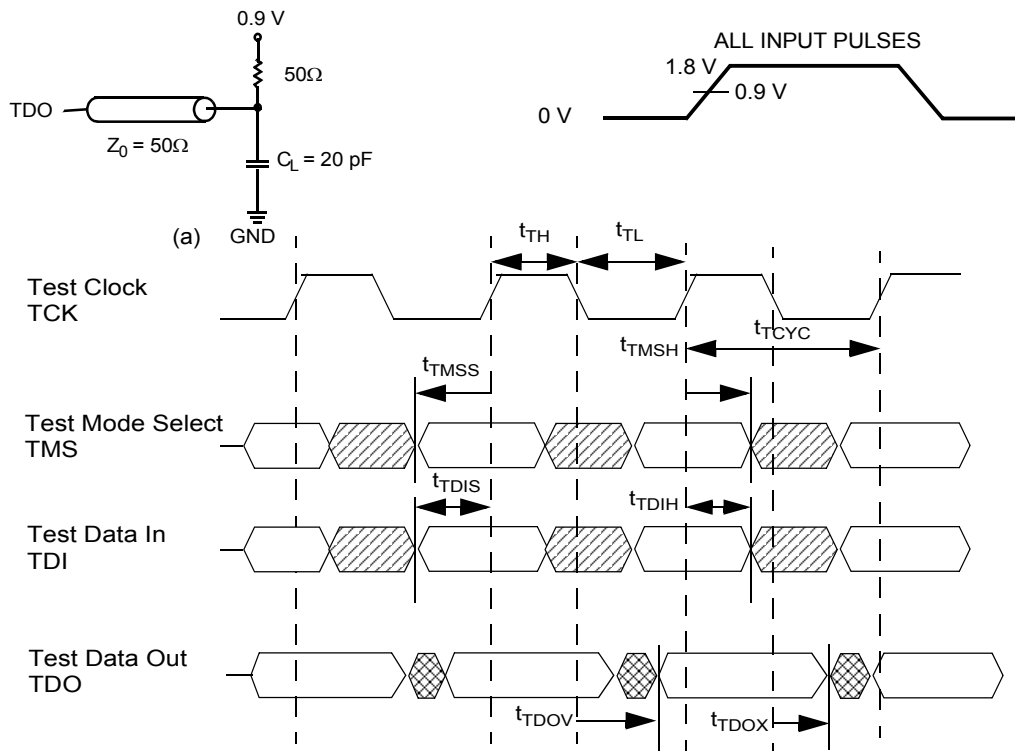 0.9 V
ALL INPUT PULSES
50Ω
1.8 V
0.9 V
TDO
0 V
Z0 = 50Ω
CL = 20 pF
(a)
GND
tTH
tTL
Test Clock
TCK
tTMSH
tTCYC
tTMSS
Test Mode Select
TMS
tTDIS
tTDIH
Test Data In
TDI
Test Data Out
TDO
tTDOV
tTDOX